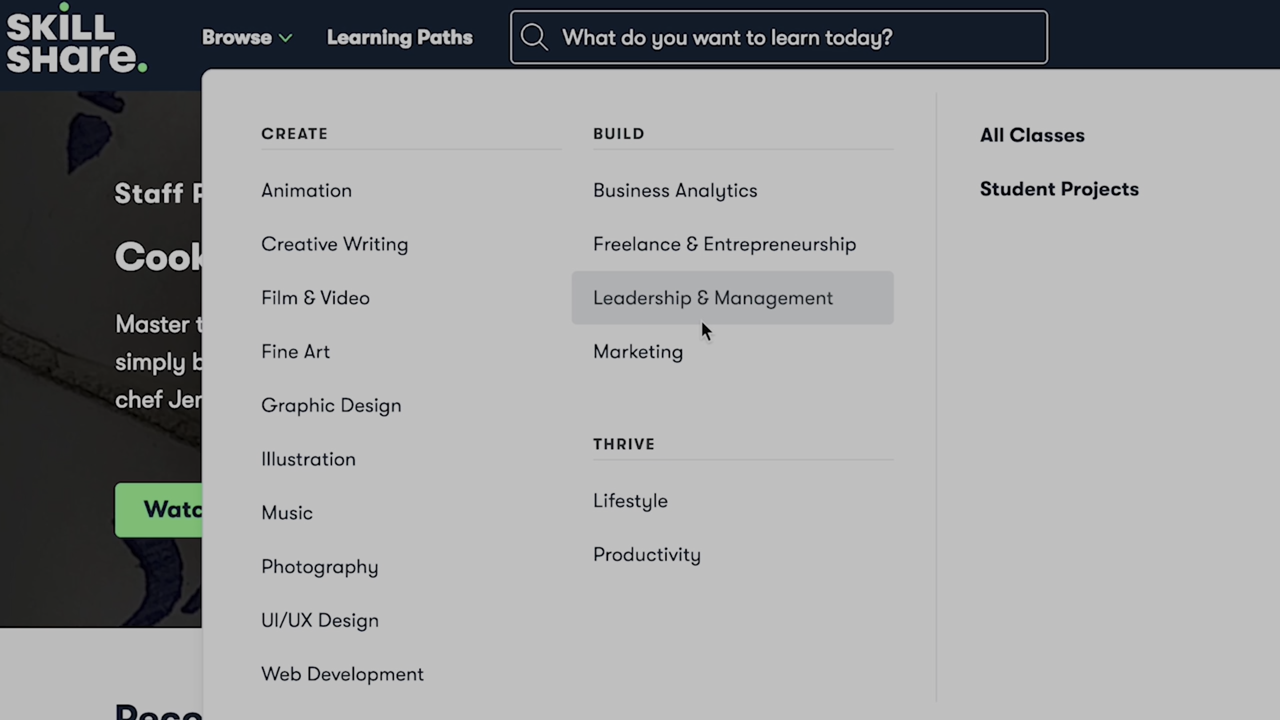 SKILL
SHare.
Browse
Learning Paths
What do you want to learn today?
Staff
Cook
Master
simply
chef Jer
CREATE
Animation
Creative Writing
Film & Video
Fine Art
Graphic Design
Illustration
Music
Photography
UI/UX Design
Web Development
BUILD
Business Analytics
Freelance & Entrepreneurship
Leadership & Management
Marketing
THRIVE
Lifestyle
Productivity
All Classes
Student Projects